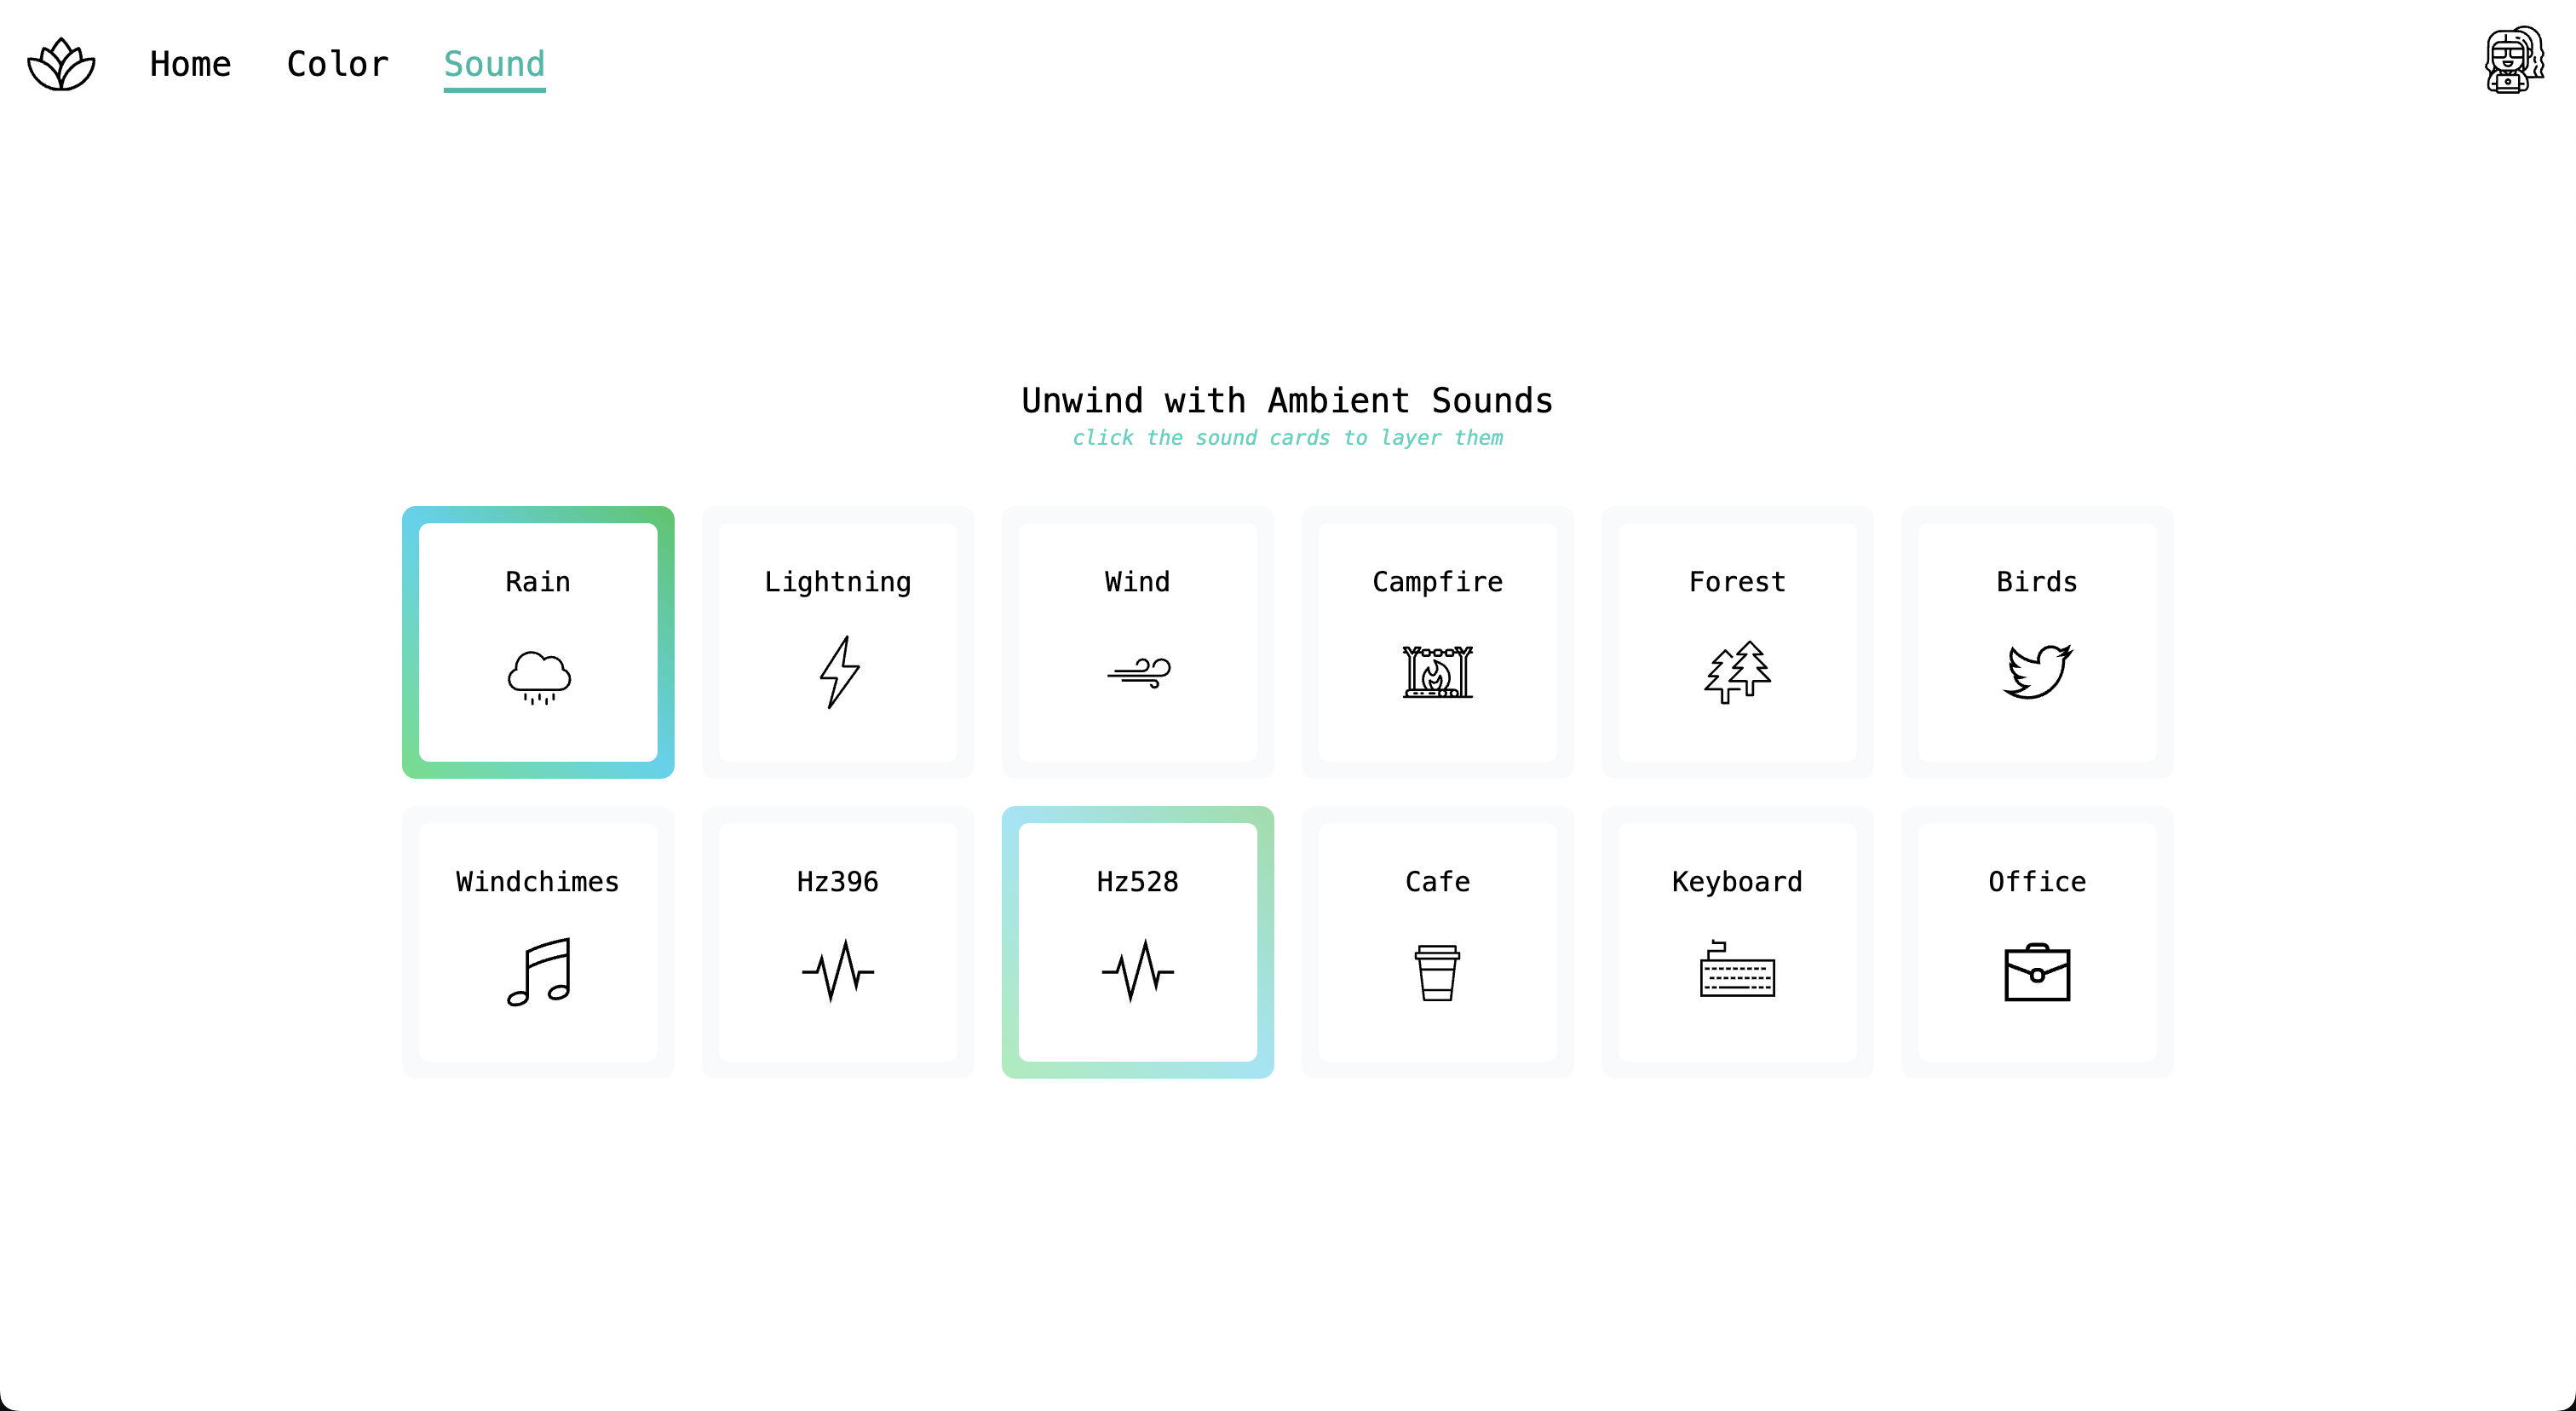 Home Color Sound
Unwind with Ambient Sounds
click the sound cards to layer them
Rain Lightning Wind Campfire Forest Birds
Windchimes Hz396 Hz528 Cafe Keyboard Office